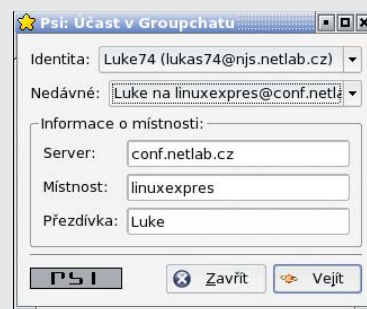 Psi: Účast v Groupchatu
Identita: Luke74 (lukas74@njs.netlab.cz)
Nedávné: Luke na linuxexpres@conf.netla
Informace o místnosti:
Server: conf.netlab.cz
Místnost: linuxexpres
Přezdívka: Luke
PSI Zavřít Vejít